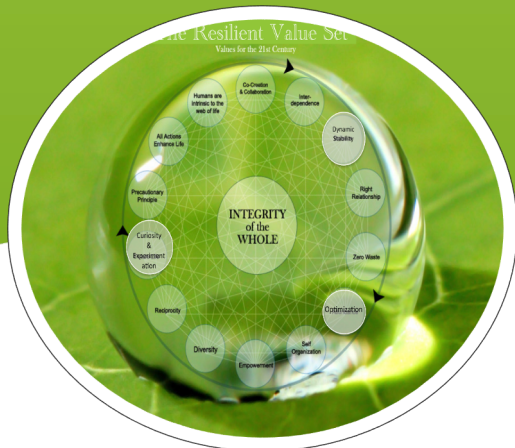 The Resilient Value Set
Values for the 21st Century
Co-Creation
& Collaboration
Inter-
dependence
Dynamic
Stability
Right
Relationship
Zero Waste
Optimization
Self
Organization
Empowerment
Diversity
Reciprocity
Curiosity
&
Experiment
ation
Precautionary
Principle
All Actions
Enhance Life
Humans are
intrinsic to the
web of life
INTEGRITY
of the
WHOLE